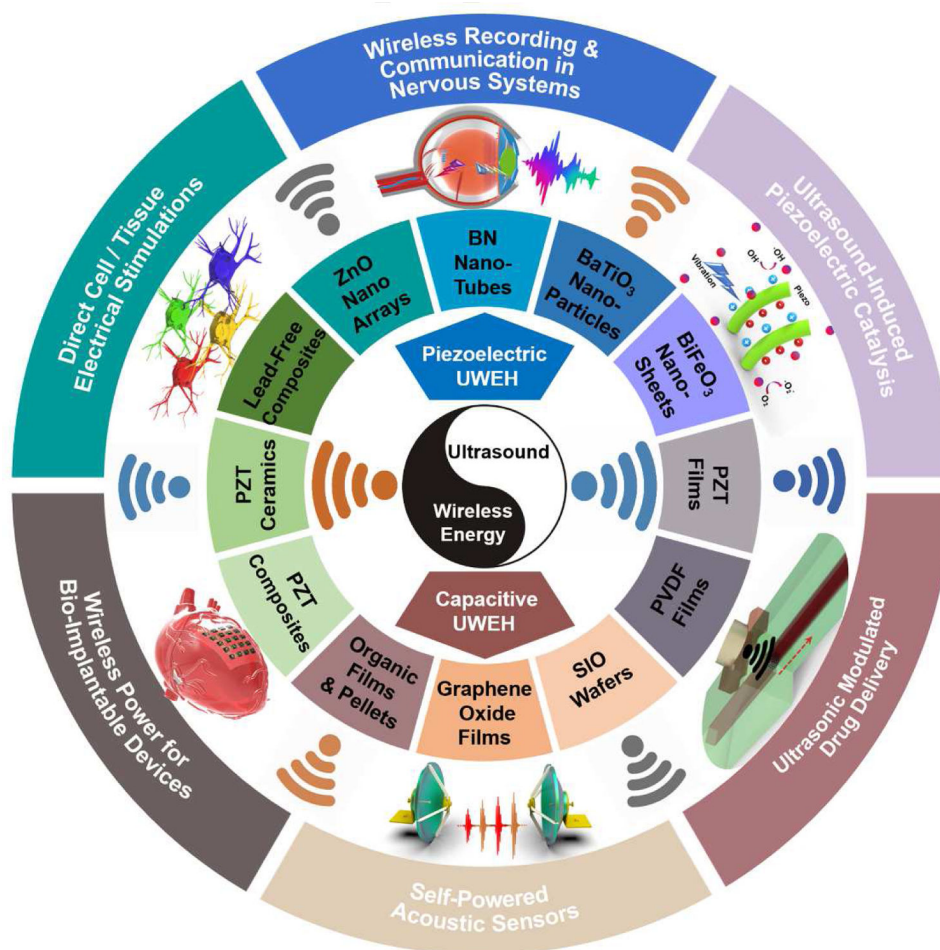 Wireless Recording &
Communication in
Nervous Systems
Ultrasound-Induced
Piezoelectric Catalysis
Ultrasonic Modulated
Drug Delivery
Self-Powered
Acoustic Sensors
Wireless Power for
Bio-Implantable Devices
Direct Cell / Tissue
Electrical Stimulations
BN
Nano-
Tubes
BaTiO₃
Nano-
Particles
BiFeO₃
Nano-
Sheets
PZT
Films
PVDF
Films
SIO
Wafers
Graphene
Oxide
Films
Organic
Films
& Pellets
PZT
Composites
PZT
Ceramics
Lead-Free
Composites
ZnO
Nano
Arrays
Piezoelectric
UWEH
Ultrasound
Wireless
Energy
Capacitive
UWEH
Vibration
Piezo